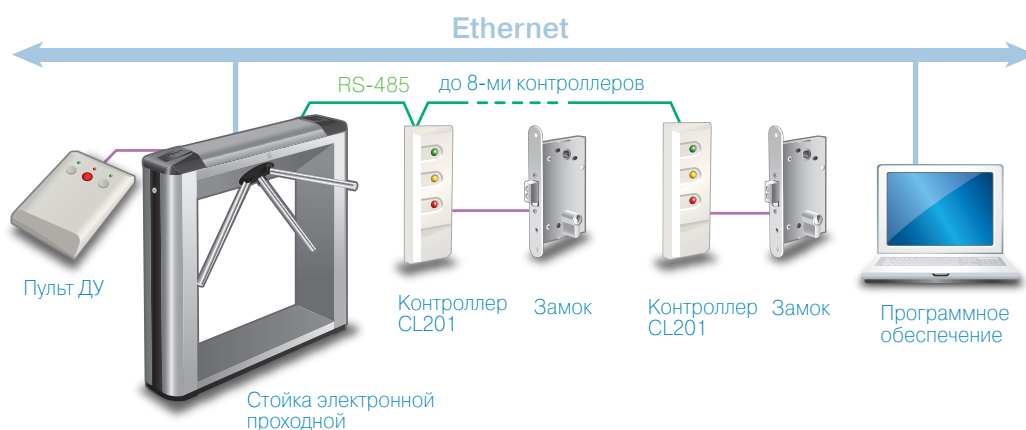 Ethernet
RS-485
до 8-ми контроллеров
Пульт ДУ
Контроллер
CL201
Замок
Контроллер
CL201
Замок
Программное
обеспечение
Стойка электронной
проходной